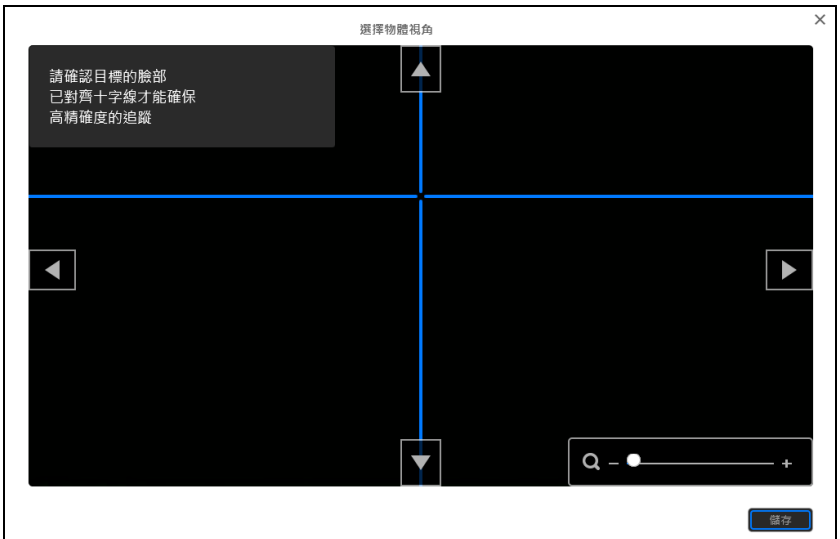 選擇物體視角
請確認目標的臉部
已對齊十字線才能確保
高精確度的追蹤
儲存